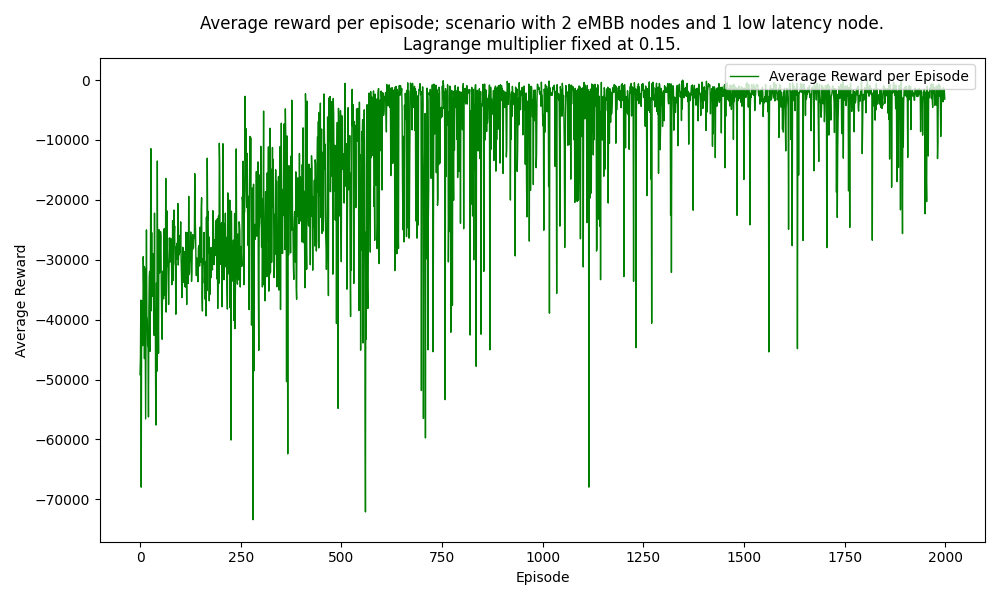 Average reward per episode; scenario with 2 eMBB nodes and 1 low latency node.
Lagrange multiplier fixed at 0.15.
Average Reward per Episode
0
−10000
−20000
−30000
−40000
−50000
−60000
−70000
Average Reward
0 250 500 750 1000 1250 1500 1750 2000
Episode